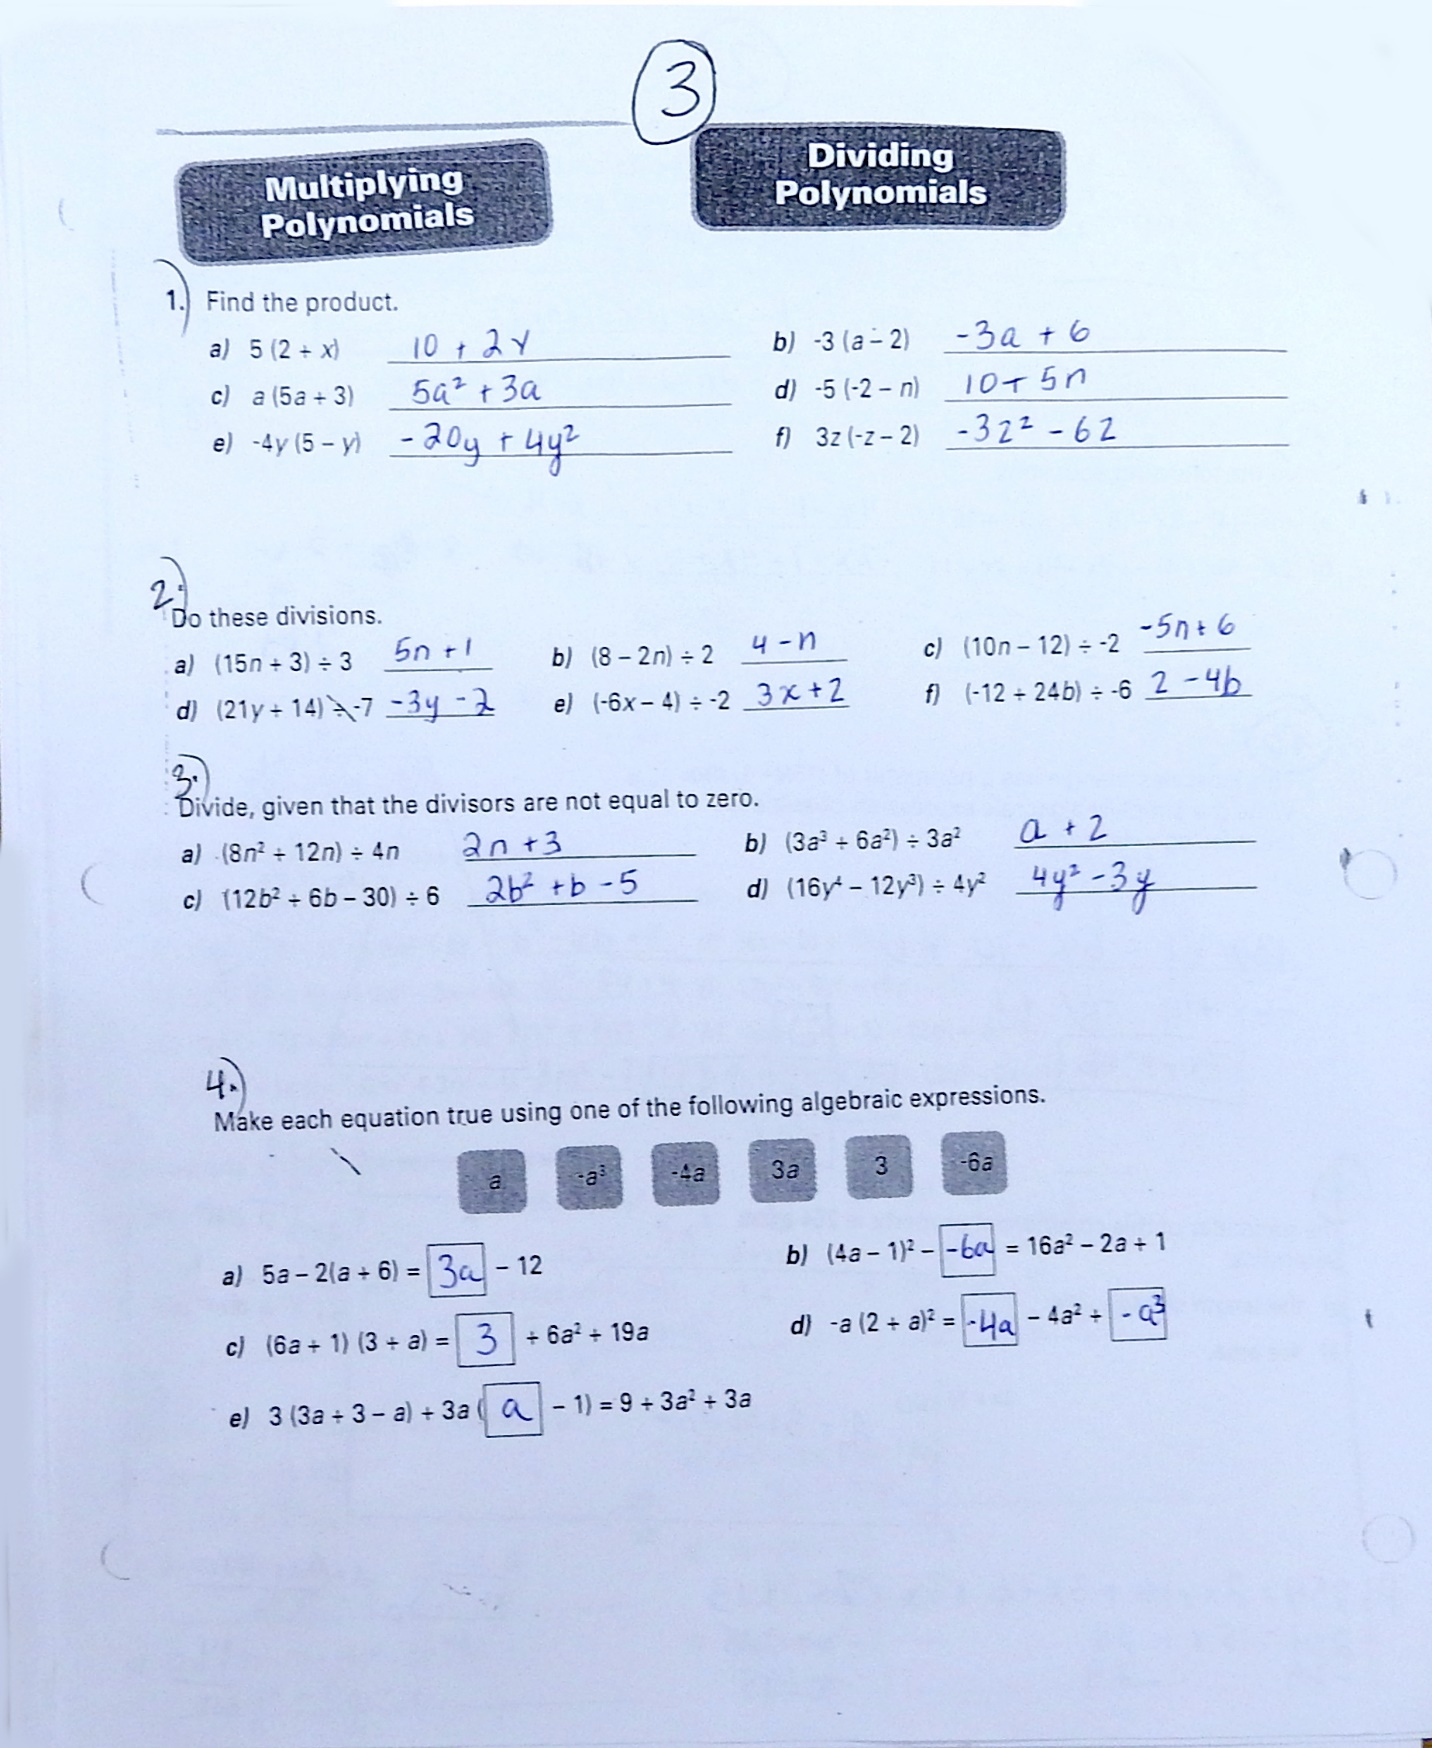 3
Multiplying
Polynomials
Dividing
Polynomials
1. Find the product.
a) 5 (2 + x) 10 + 2x
b) -3 (a - 2) -3a + 6
c) a (5a + 3) 5a² + 3a
d) -5 (-2 – n) 10 + 5n
e) -4y (5 – y) -20y + 4y²
f) 3z (-z – 2) -3z² - 6z
2.
Do these divisions.
a) (15n + 3) ÷ 3 5n + 1
b) (8 – 2n) ÷ 2 4 - n
c) (10n – 12) ÷ -2 -5n + 6
d) (21y + 14) ÷ -7 -3y - 2
e) (-6x – 4) ÷ -2 3x + 2
f) (-12 + 24b) ÷ -6 2 - 4b
3.
Divide, given that the divisors are not equal to zero.
a) (8n² + 12n) ÷ 4n 2n + 3
b) (3a³ + 6a²) ÷ 3a² a + 2
c) (12b² + 6b – 30) ÷ 6 2b² + b - 5
d) (16y⁴ – 12y³) ÷ 4y² 4y² - 3y
4.
Make each equation true using one of the following algebraic expressions.
a -a³ -4a 3a 3 -6a
a) 5a – 2(a + 6) = 3a – 12
b) (4a – 1)² – -6a = 16a² – 2a + 1
c) (6a + 1) (3 + a) = 3 + 6a² + 19a
d) -a (2 + a)² = -4a – 4a² + -a³
e) 3 (3a + 3 – a) + 3a ( a – 1) = 9 + 3a² + 3a